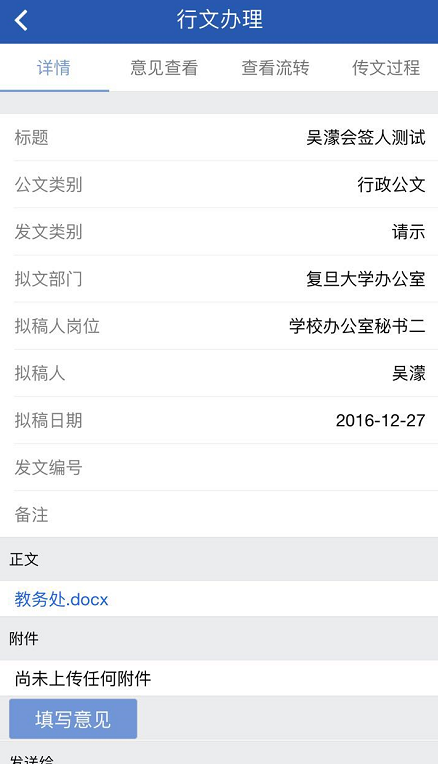 行文办理
详情 意见查看 查看流转 传文过程
标题 吴濛会签人测试
公文类别 行政公文
发文类别 请示
拟文部门 复旦大学办公室
拟稿人岗位 学校办公室秘书二
拟稿人 吴濛
拟稿日期 2016-12-27
发文编号
备注
正文
教务处.docx
附件
尚未上传任何附件
填写意见
发送给